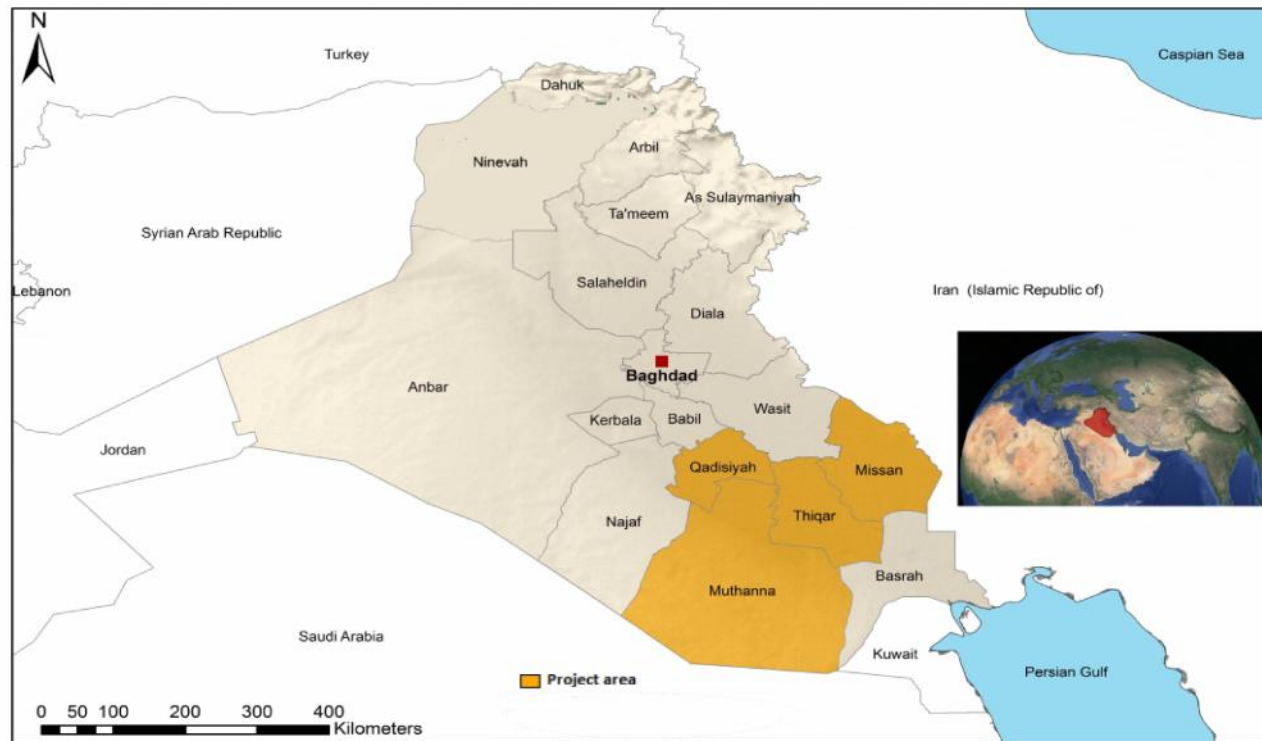 N
Turkey
Caspian Sea
Dahuk
Ninevah
Arbil
As Sulaymaniyah
Ta'meem
Syrian Arab Republic
Salaheldin
Lebanon
Iran (Islamic Republic of)
Diala
Baghdad
Anbar
Wasit
Kerbala
Babil
Jordan
Qadisiyah
Missan
Thiqar
Najaf
Basrah
Muthanna
Saudi Arabia
Kuwait
Persian Gulf
Project area
0 50 100 200 300 400
Kilometers